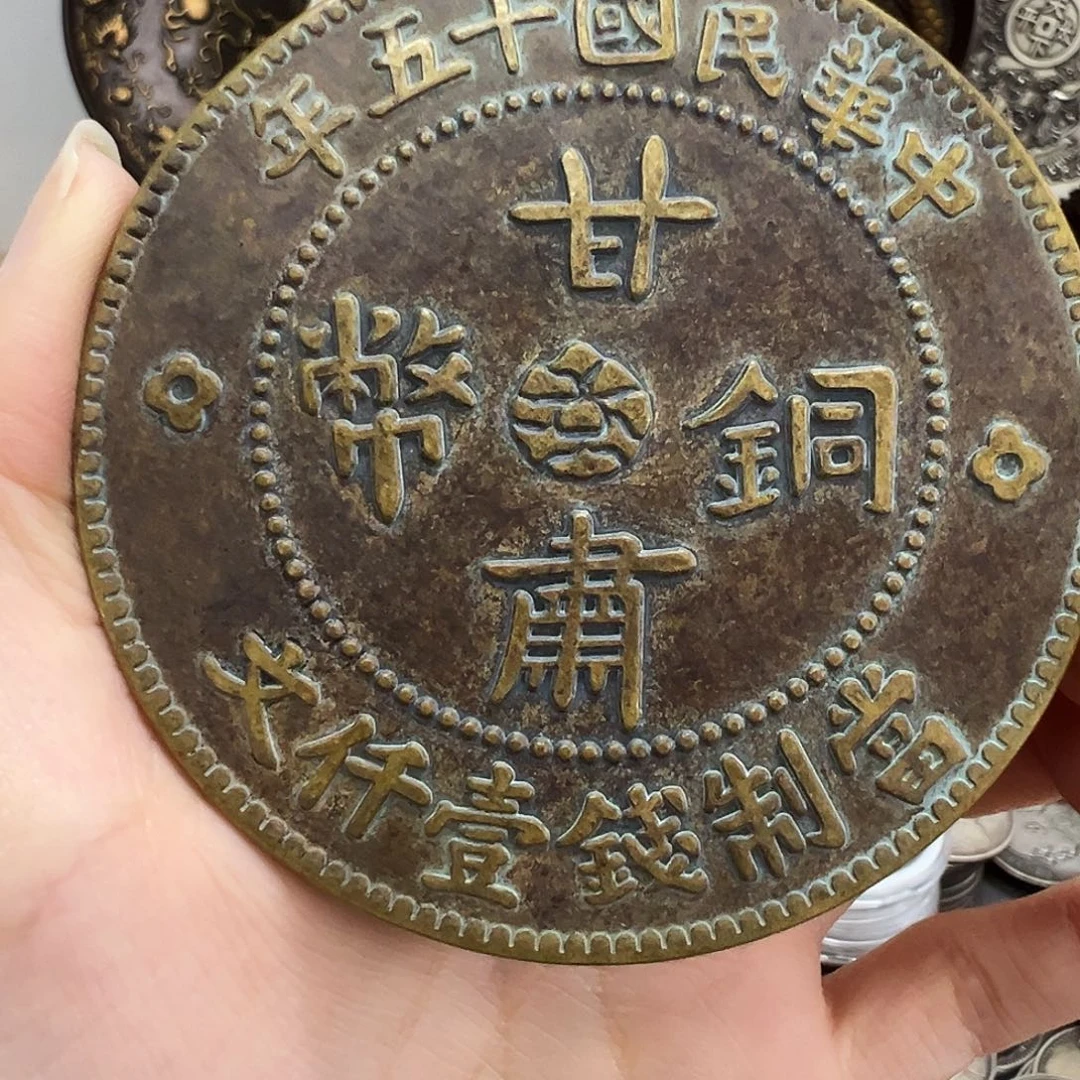 中華民國十五年
甘肅
銅幣
當制錢壹仟文